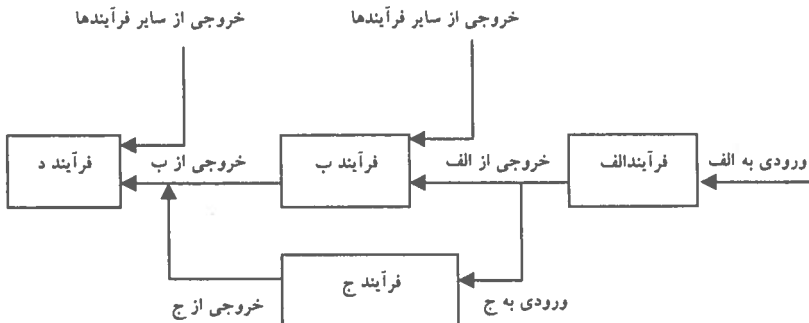 خروجی از سایر فرآیندها
خروجی از سایر فرآیندها
ورودی به الف
فرآیندالف
خروجی از الف
فرآیند ب
خروجی از ب
فرآیند د
ورودی به ج
فرآیند ج
خروجی از ج